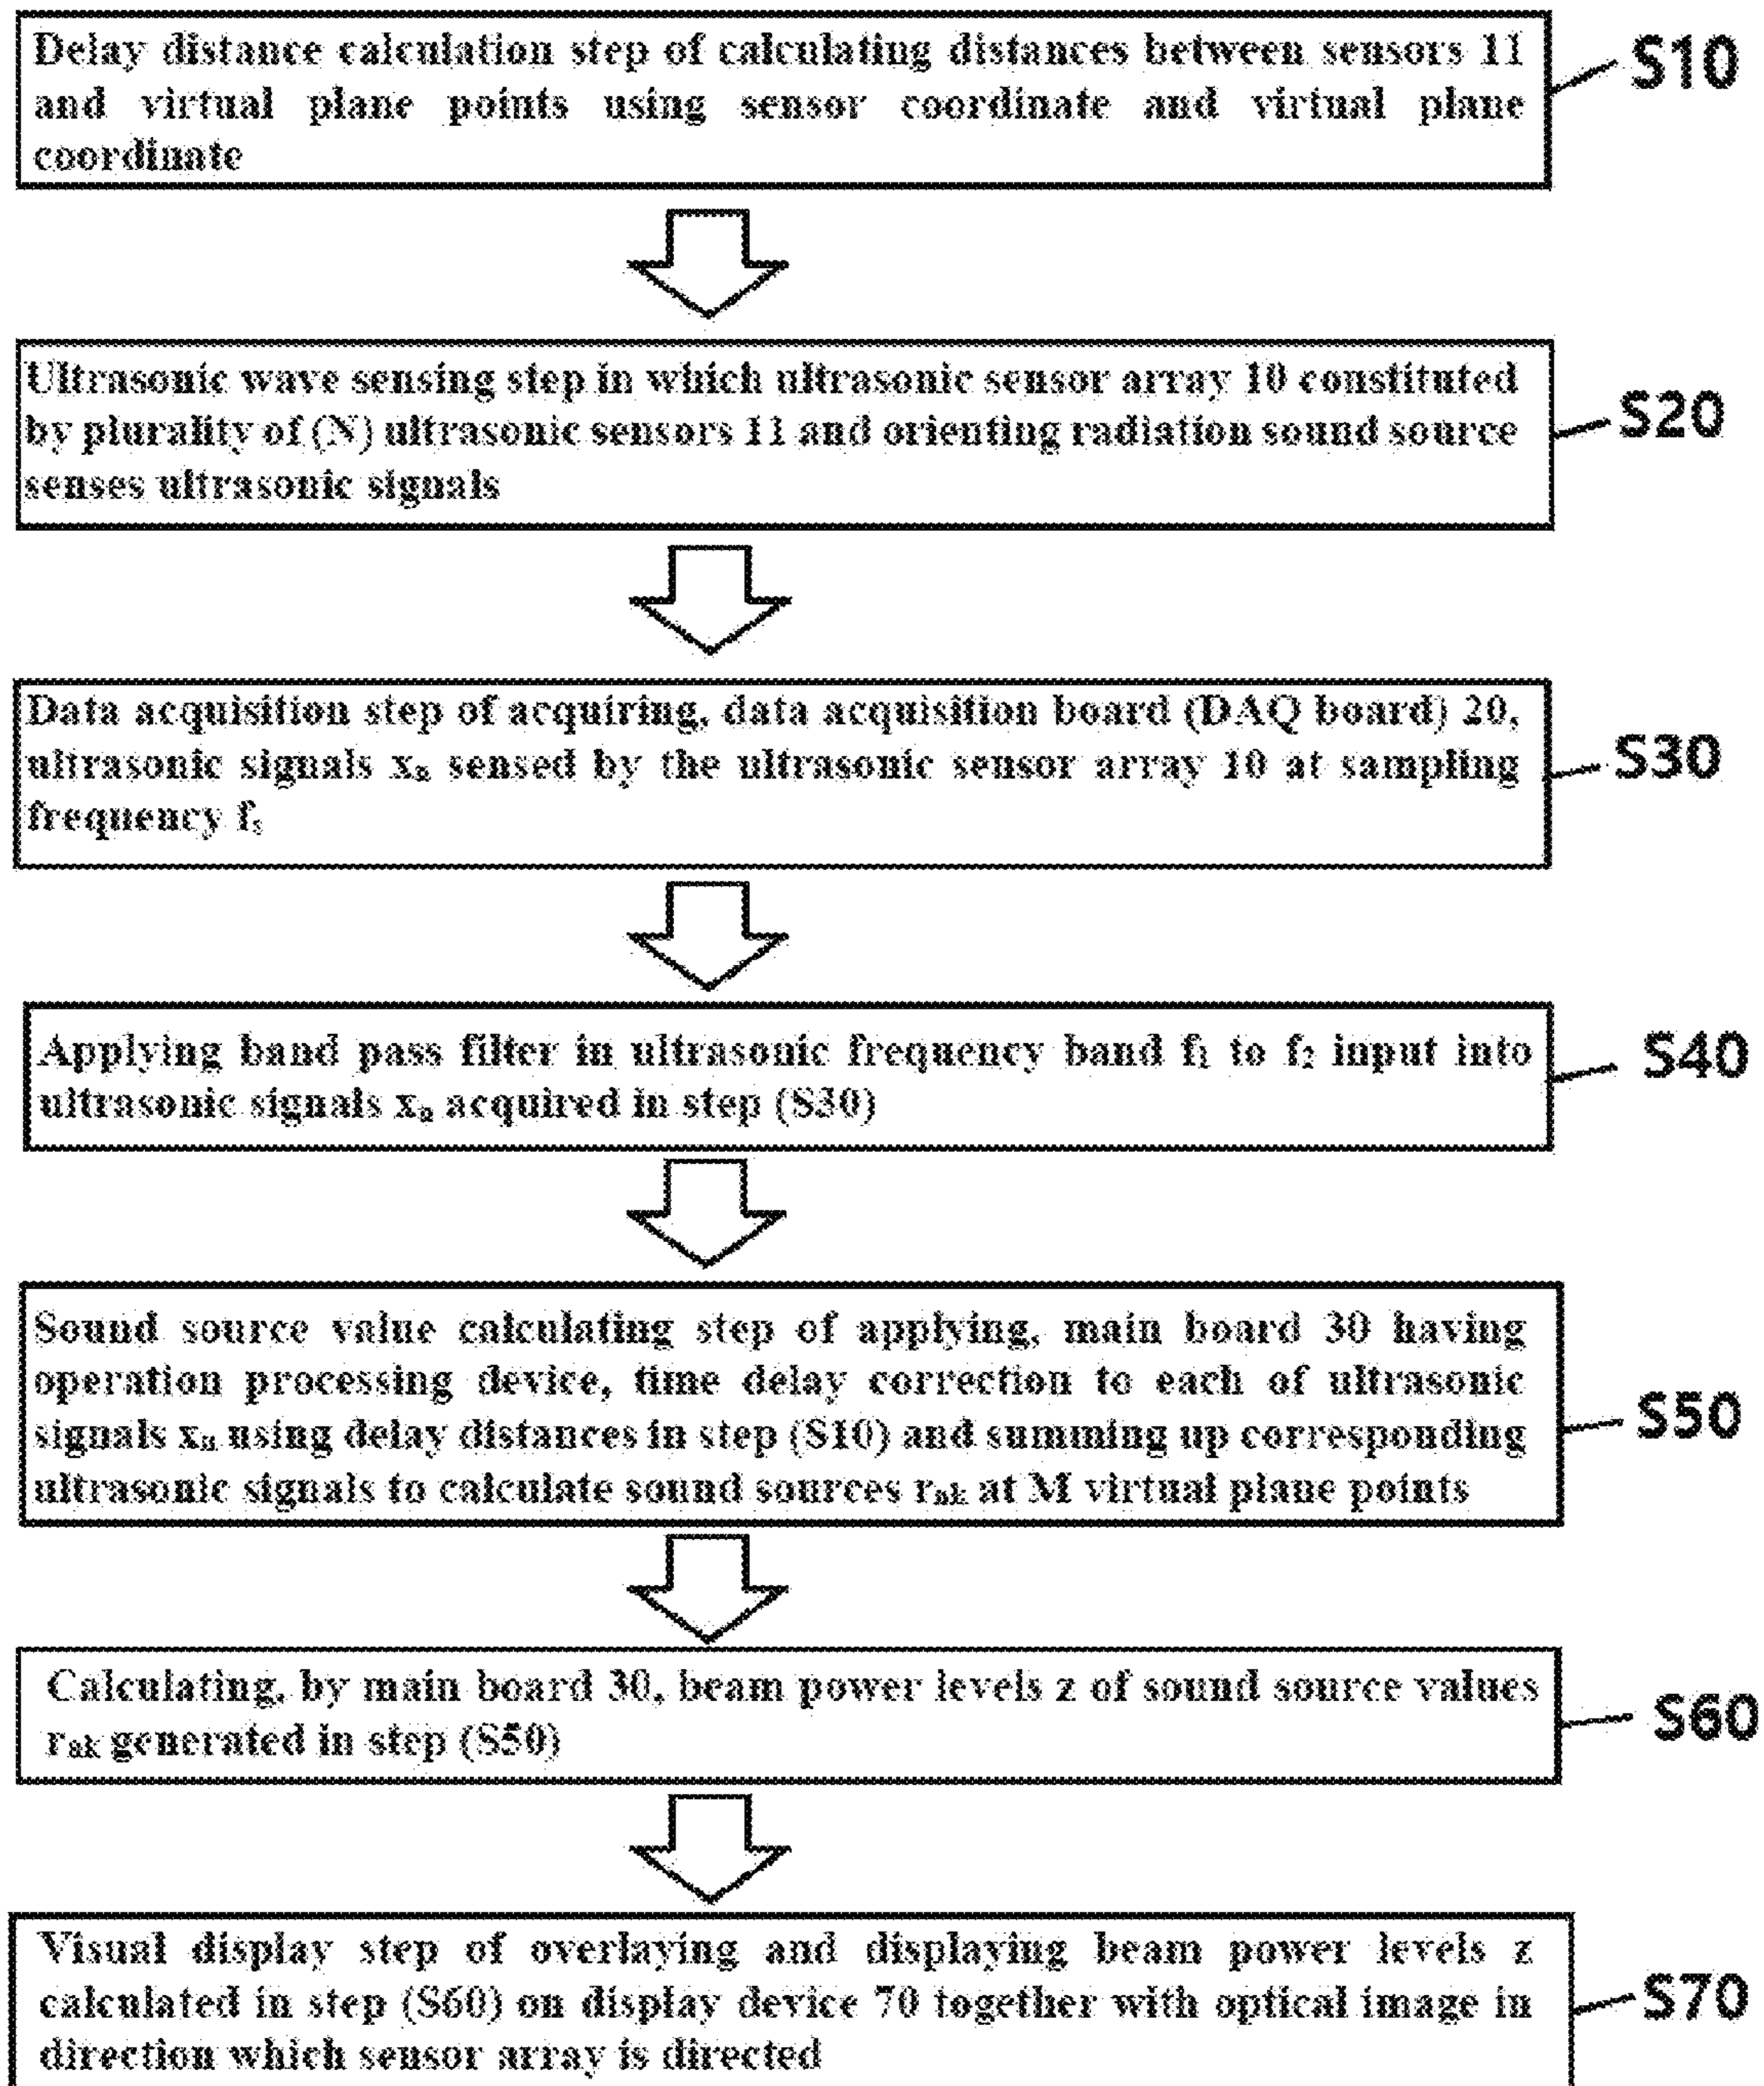 Delay distance calculation step of calculating distances between sensors 11
and virtual plane points using sensor coordinate and virtual plane
coordinate
S10
Ultrasonic wave sensing step in which ultrasonic sensor array 10 constituted
by plurality of (N) ultrasonic sensors 11 and orienting radiation sound source
senses ultrasonic signals
S20
Data acquisition step of acquiring, data acquisition board (DAQ board) 20,
ultrasonic signals xₙ sensed by the ultrasonic sensor array 10 at sampling
frequency fₛ
S30
Applying band pass filter in ultrasonic frequency band f₁ to f₂ input into
ultrasonic signals xₙ acquired in step (S30)
S40
Sound source value calculating step of applying, main board 30 having
operation processing device, time delay correction to each of ultrasonic
signals xₙ using delay distances in step (S10) and summing up corresponding
ultrasonic signals to calculate sound sources rₙₖ at M virtual plane points
S50
Calculating, by main board 30, beam power levels z of sound source values
rₙₖ generated in step (S50)
S60
Visual display step of overlaying and displaying beam power levels z
calculated in step (S60) on display device 70 together with optical image in
direction which sensor array is directed
S70